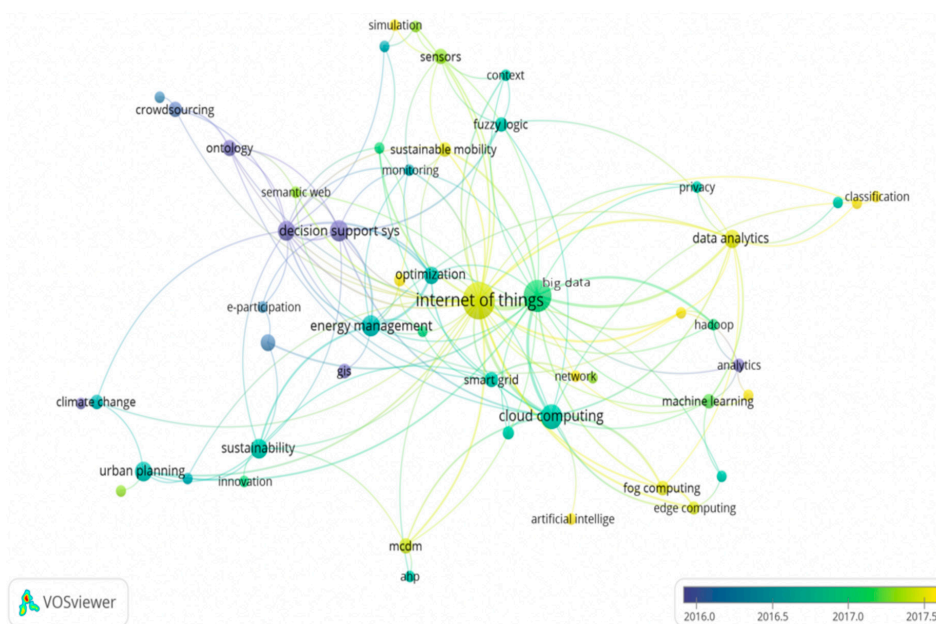 simulation
sensors
context
crowdsourcing
fuzzy logic
ontology
sustainable mobility
monitoring
semantic web
privacy
classification
decision support sys
data analytics
optimization
big data
internet of things
e-participation
energy management
hadoop
gis
smart grid
network
analytics
climate change
machine learning
cloud computing
sustainability
urban planning
innovation
fog computing
edge computing
artificial intellige
mcdm
ahp
VOSviewer
2016.0 2016.5 2017.0 2017.5